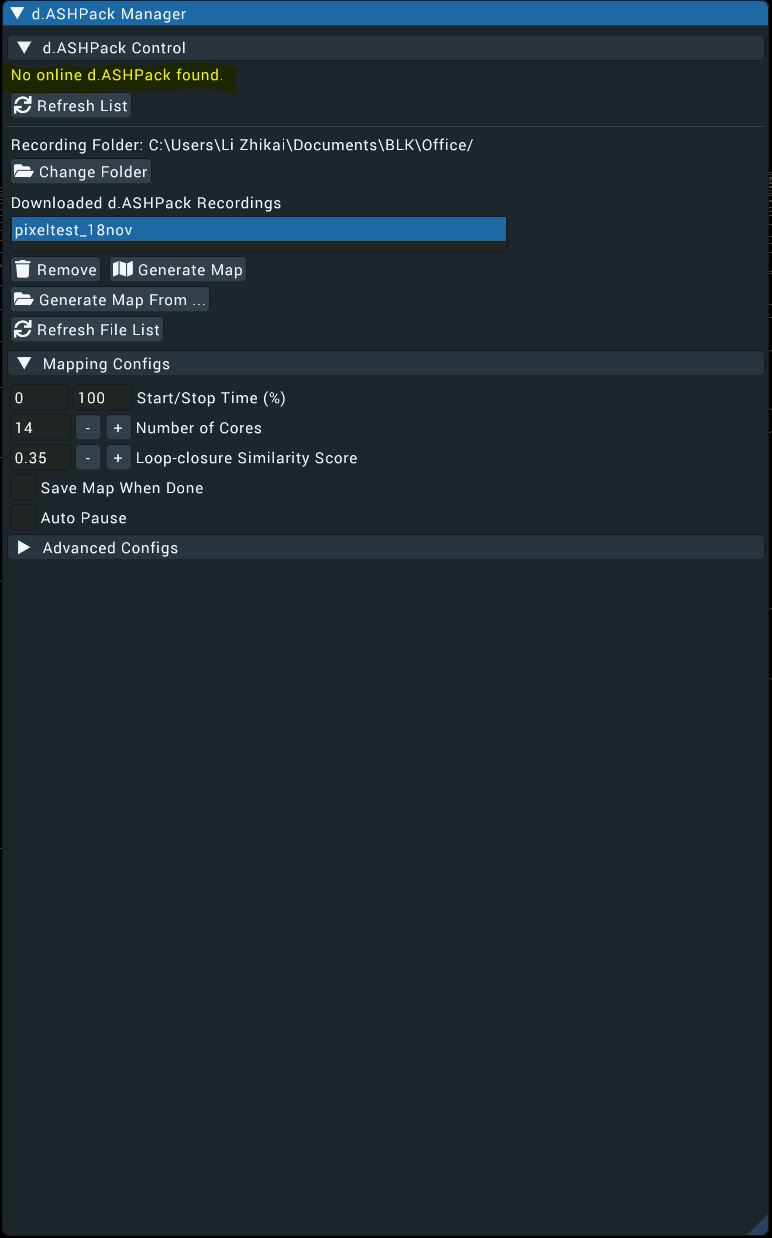 d.ASHPack Manager
d.ASHPack Control
No online d.ASHPack found.
Refresh List
Recording Folder: C:\Users\Li Zhikai\Documents\BLK\Office/
Change Folder
Downloaded d.ASHPack Recordings
pixeltest_18nov
Remove Generate Map
Generate Map From ...
Refresh File List
Mapping Configs
0 100 Start/Stop Time (%)
14 - + Number of Cores
0.35 - + Loop-closure Similarity Score
Save Map When Done
Auto Pause
Advanced Configs